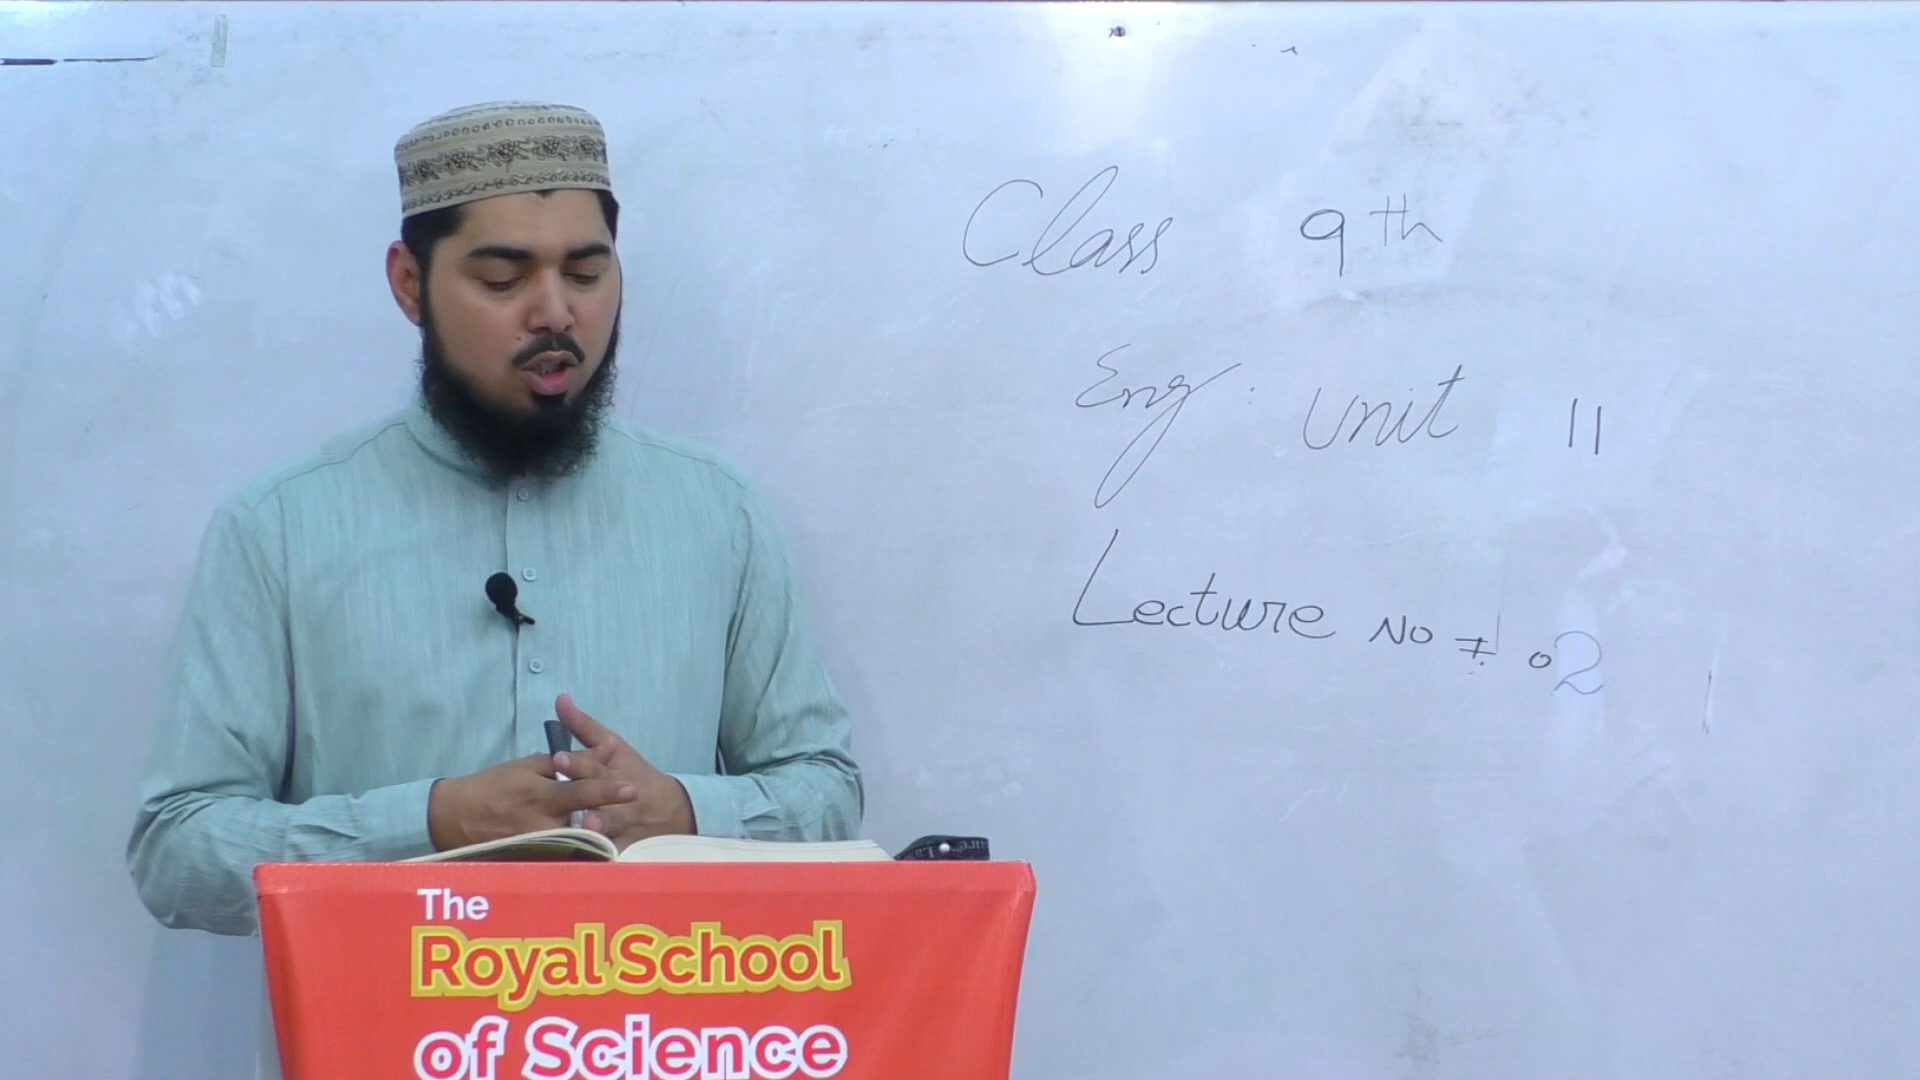 Class 9th
Eng: Unit 11
Lecture No # 02
The
Royal School
of Science